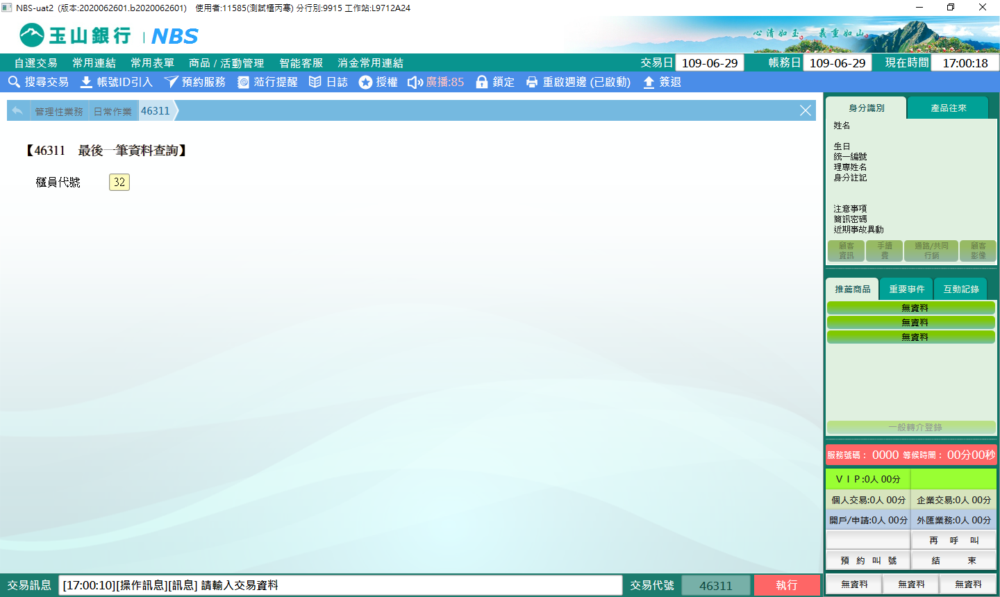 NBS-uat2 (版本:2020062601.b2020062601) 使用者:11585(測試櫃丙寒) 分行別:9915 工作站:L9712A24
玉山銀行 | NBS
心清如玉。義重如山。
自選交易 常用連結 常用表單 商品 / 活動管理 智能客服 消金常用連結 交易日 109-06-29 帳務日 109-06-29 現在時間 17:00:18
搜尋交易 帳號ID引入 預約服務 蒞行提醒 日誌 授權 廣播:85 鎖定 重啟週邊 (已啟動) 簽退
管理性業務 日常作業 46311
【46311 最後一筆資料查詢】
櫃員代號 32
身分識別 產品往來
姓名
生日
統一編號
理專姓名
身分註記
注意事項
簡訊密碼
近期事故異動
顧客資訊 手續費 通路/共同行銷 顧客影像
推薦商品 重要事件 互動記錄
無資料
無資料
無資料
一般轉介登錄
服務號碼: 0000 等候時間: 00分00秒
VIP:0人 00分
個人交易:0人 00分 企業交易:0人 00分
開戶/申請:0人 00分 外匯業務:0人 00分
再 呼 叫
預 約 叫 號 結 束
無資料 無資料 無資料
交易訊息 [17:00:10][操作訊息][訊息] 請輸入交易資料 交易代號 46311 執行